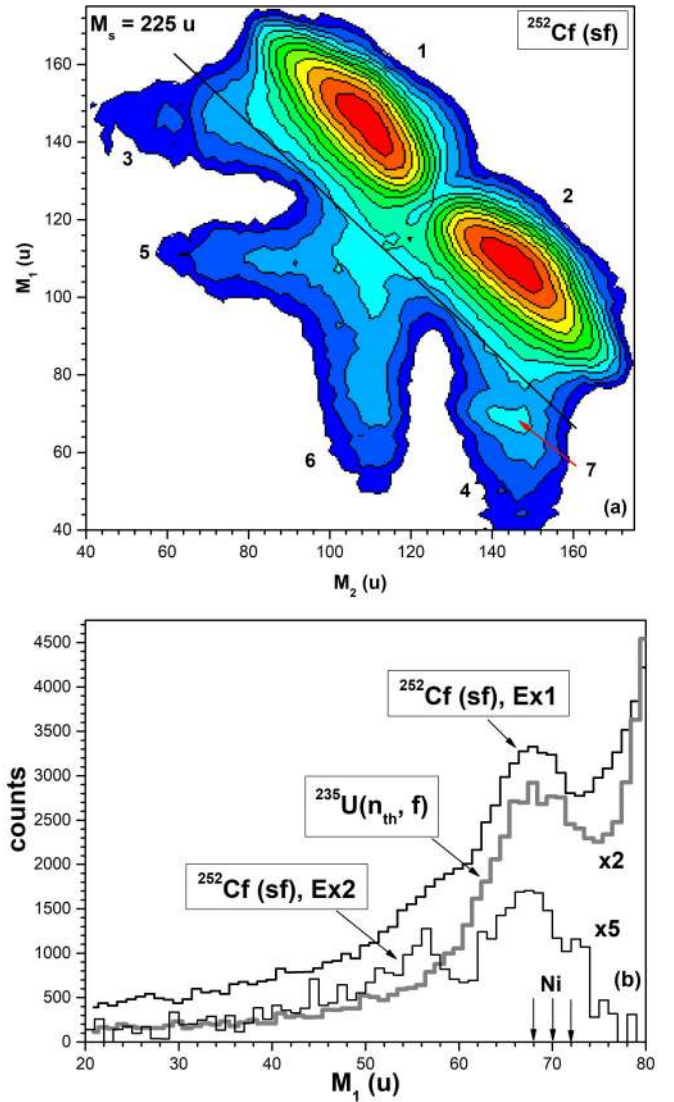 M_s = 225 u
1
²⁵²Cf (sf)
2
3
5
6
4
7
(a)
160
140
120
100
80
60
40
M₁ (u)
40 60 80 100 120 140 160
M₂ (u)
4500
4000
3500
3000
2500
2000
1500
1000
500
0
counts
²⁵²Cf (sf), Ex1
²³⁵U(n_th, f)
x2
²⁵²Cf (sf), Ex2
x5
Ni
(b)
20 30 40 50 60 70 80
M₁ (u)